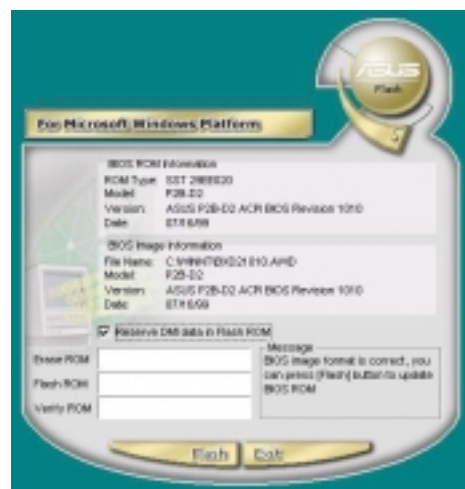 ASUS
Flash
For Microsoft Windows Platform
BIOS ROM Information
ROM Type: SST 28EE020
Model: P2B-D2
Version: ASUS P2B-D2 ACPI BIOS Revision 1010
Date: 07/16/99
BIOS Image Information
File Name:
Model: P2B-D2
Version: ASUS P2B-D2 ACPI BIOS Revision 1010
Date: 07/16/99
Reserve DMI data in Flash ROM
Erase ROM
Flash ROM
Verify ROM
Message
BIOS image format is correct, you
can press [Flash] button to update
BIOS ROM
Flash
Exit